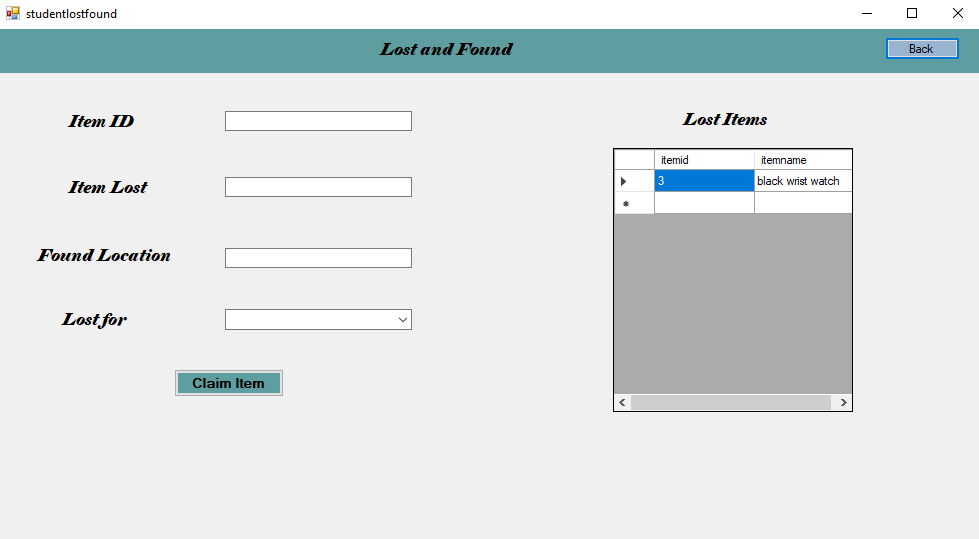 studentlostfound
Lost and Found
Back
Item ID
Item Lost
Found Location
Lost for
Claim Item
Lost Items
itemid itemname
3 black wrist watch